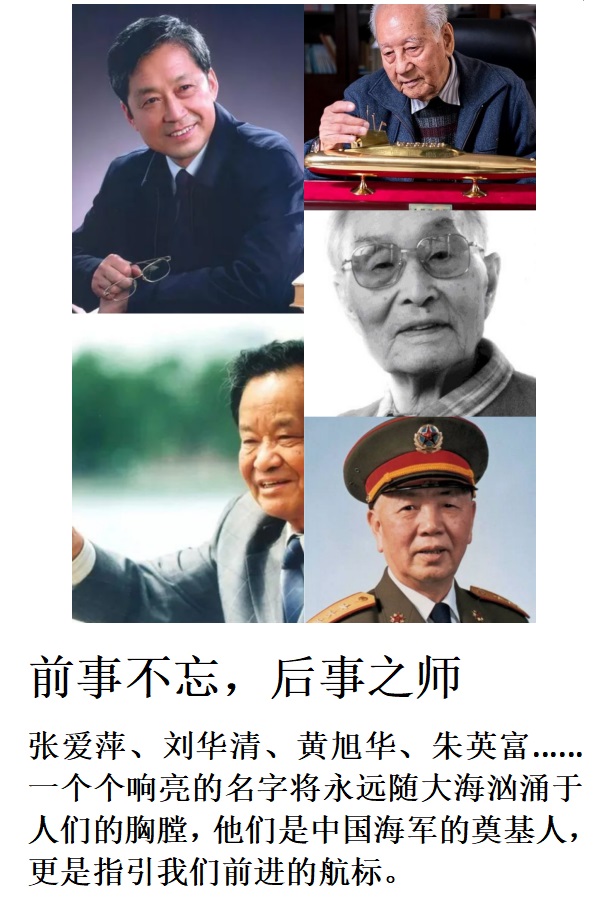 前事不忘，后事之师
张爱萍、刘华清、黄旭华、朱英富……
一个个响亮的名字将永远随大海汹涌于
人们的胸膛，他们是中国海军的奠基人，
更是指引我们前进的航标。